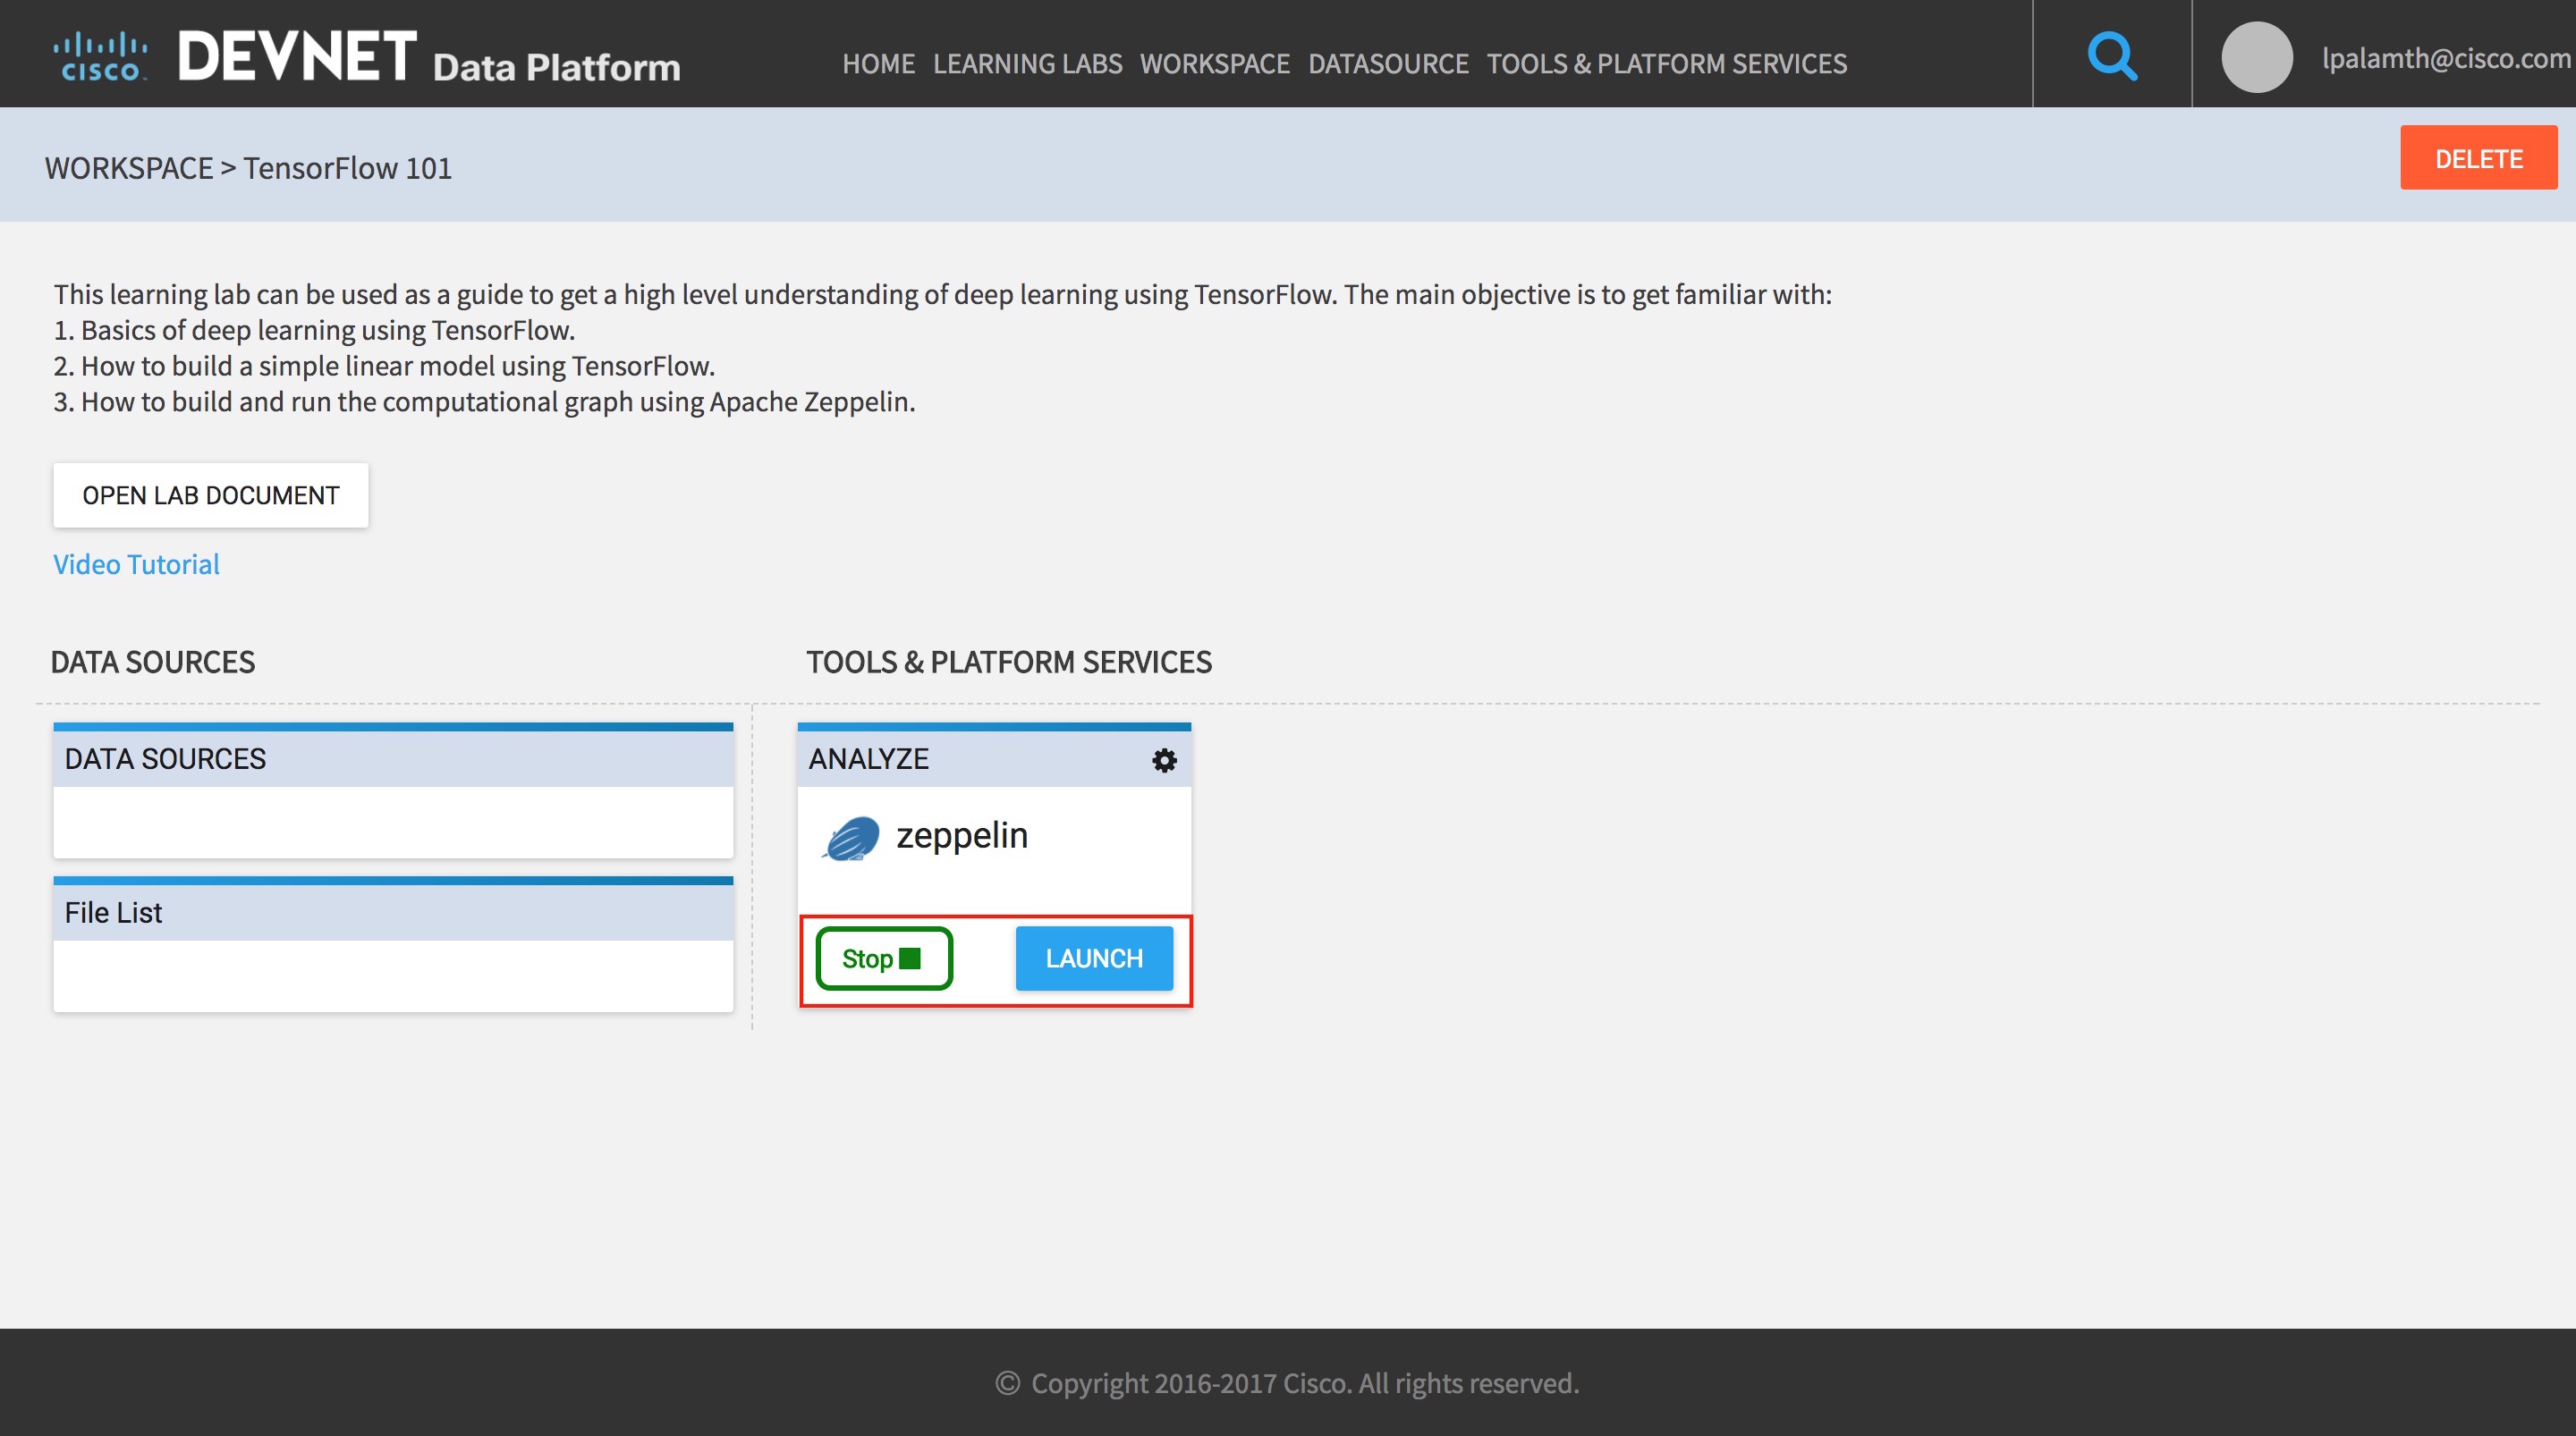 CISCO DEVNET Data Platform HOME LEARNING LABS WORKSPACE DATASOURCE TOOLS & PLATFORM SERVICES lpalamth@cisco.com
WORKSPACE > TensorFlow 101 DELETE
This learning lab can be used as a guide to get a high level understanding of deep learning using TensorFlow. The main objective is to get familiar with:
1. Basics of deep learning using TensorFlow.
2. How to build a simple linear model using TensorFlow.
3. How to build and run the computational graph using Apache Zeppelin.
OPEN LAB DOCUMENT
Video Tutorial
DATA SOURCES
DATA SOURCES
File List
TOOLS & PLATFORM SERVICES
ANALYZE
zeppelin
Stop LAUNCH
© Copyright 2016-2017 Cisco. All rights reserved.